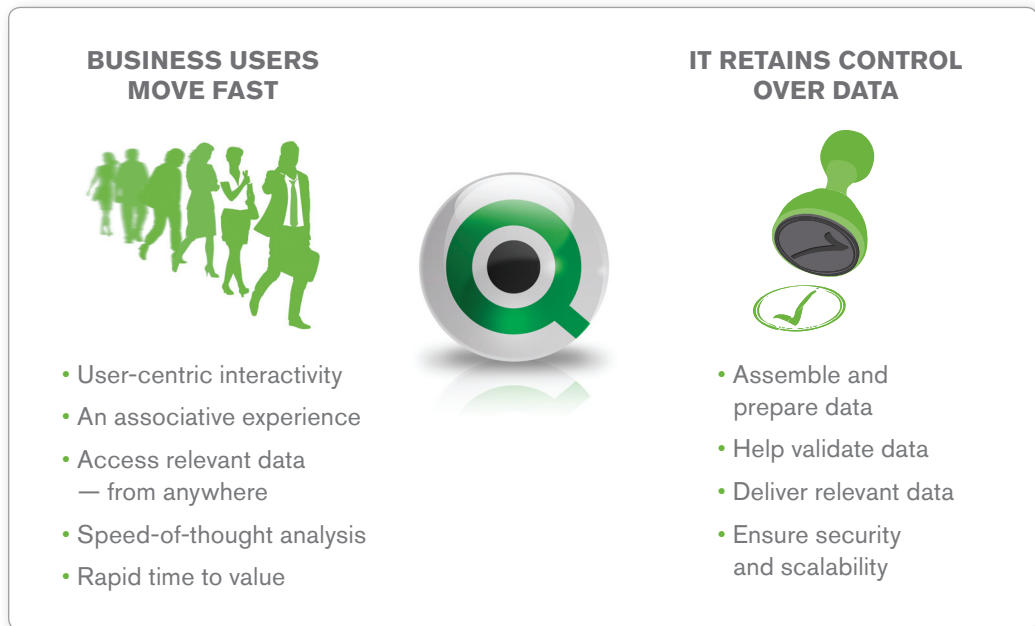 BUSINESS USERS
MOVE FAST
• User-centric interactivity
• An associative experience
• Access relevant data
— from anywhere
• Speed-of-thought analysis
• Rapid time to value
IT RETAINS CONTROL
OVER DATA
• Assemble and
prepare data
• Help validate data
• Deliver relevant data
• Ensure security
and scalability